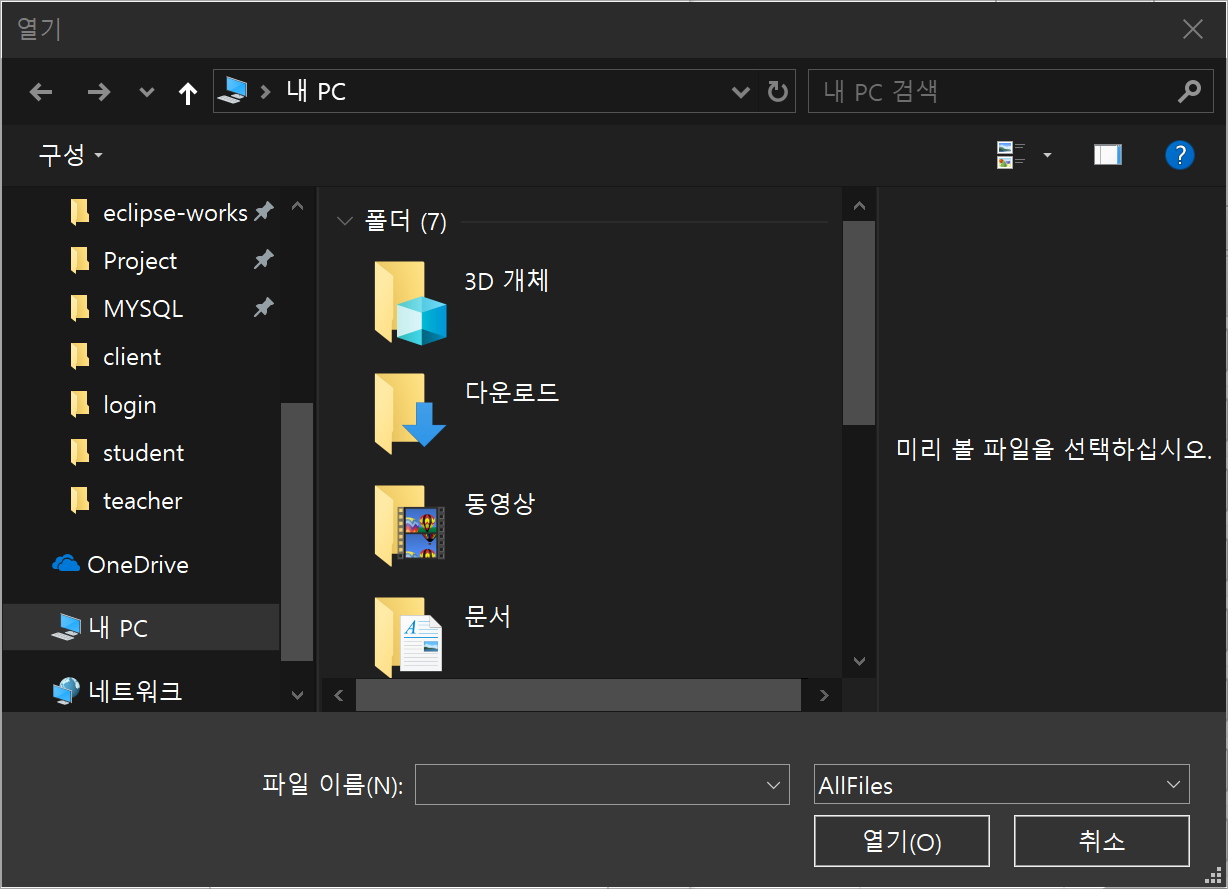 열기
내 PC
내 PC 검색
구성
eclipse-works
Project
MYSQL
client
login
student
teacher
OneDrive
내 PC
네트워크
폴더 (7)
3D 개체
다운로드
동영상
문서
미리 볼 파일을 선택하십시오.
파일 이름(N):
AllFiles
열기(O)
취소